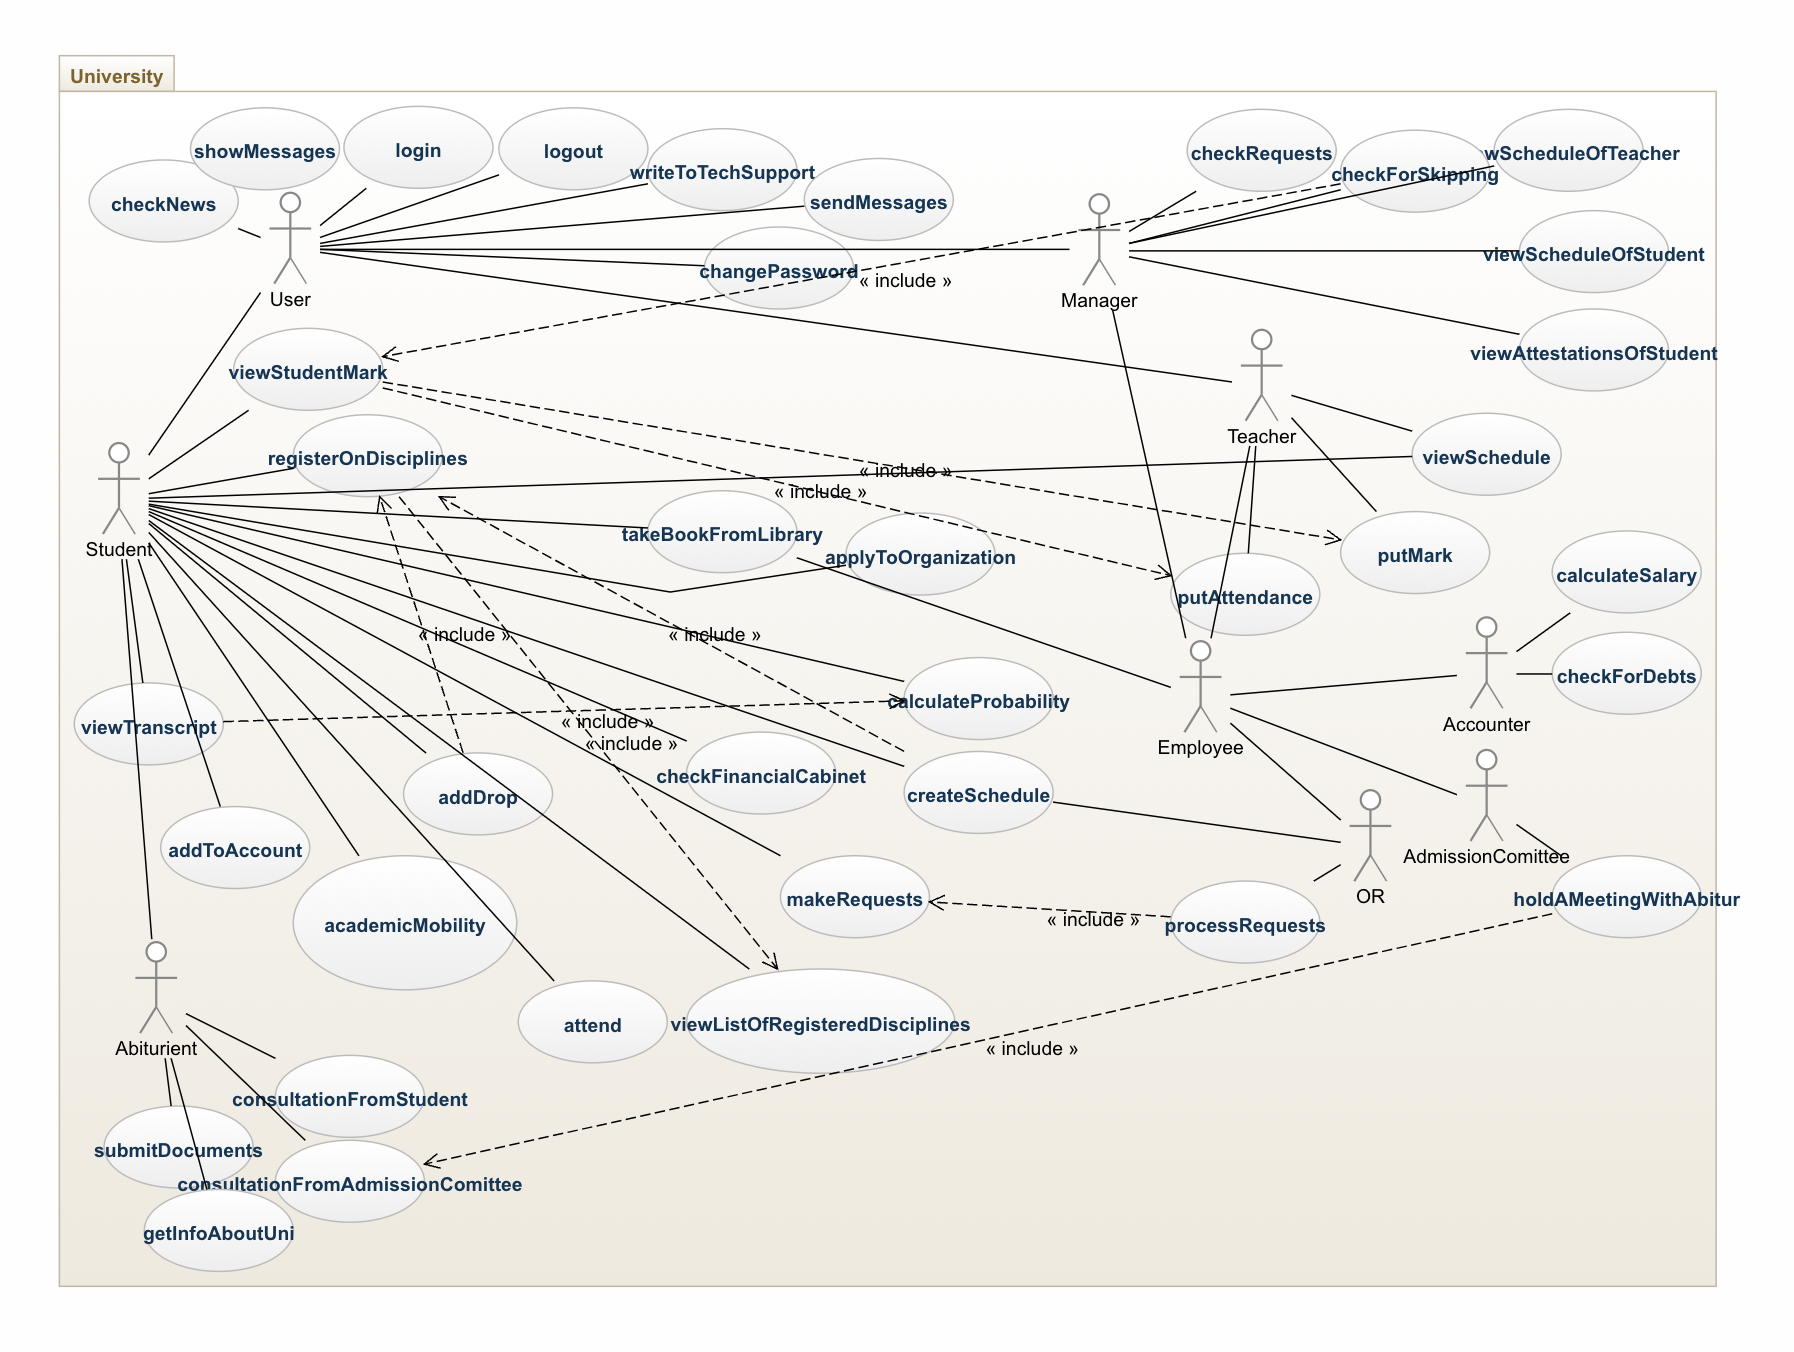 University
showMessages
login
logout
writeToTechSupport
sendMessages
checkNews
changePassword
User
checkRequests
checkForSkipping
wScheduleOfTeacher
viewScheduleOfStudent
viewAttestationsOfStudent
Manager
« include »
viewStudentMark
Teacher
registerOnDisciplines
viewSchedule
« include »
« include »
takeBookFromLibrary
applyToOrganization
putMark
Student
putAttendance
calculateSalary
« include »
« include »
checkForDebts
calculateProbability
viewTranscript
« include »
« include »
Accounter
Employee
checkFinancialCabinet
createSchedule
addDrop
addToAccount
AdmissionComittee
OR
makeRequests
holdAMeetingWithAbitur
« include »
processRequests
academicMobility
attend
viewListOfRegisteredDisciplines
Abiturient
« include »
consultationFromStudent
submitDocuments
consultationFromAdmissionComittee
getInfoAboutUni